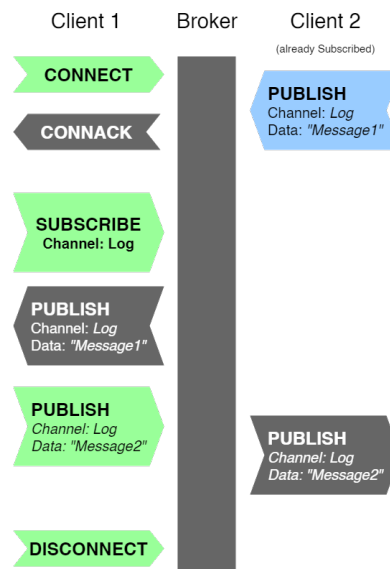 Client 1 Broker Client 2
(already Subscribed)
CONNECT
PUBLISH
Channel: Log
Data: "Message1"
CONNACK
SUBSCRIBE
Channel: Log
PUBLISH
Channel: Log
Data: "Message1"
PUBLISH
Channel: Log
Data: "Message2"
PUBLISH
Channel: Log
Data: "Message2"
DISCONNECT